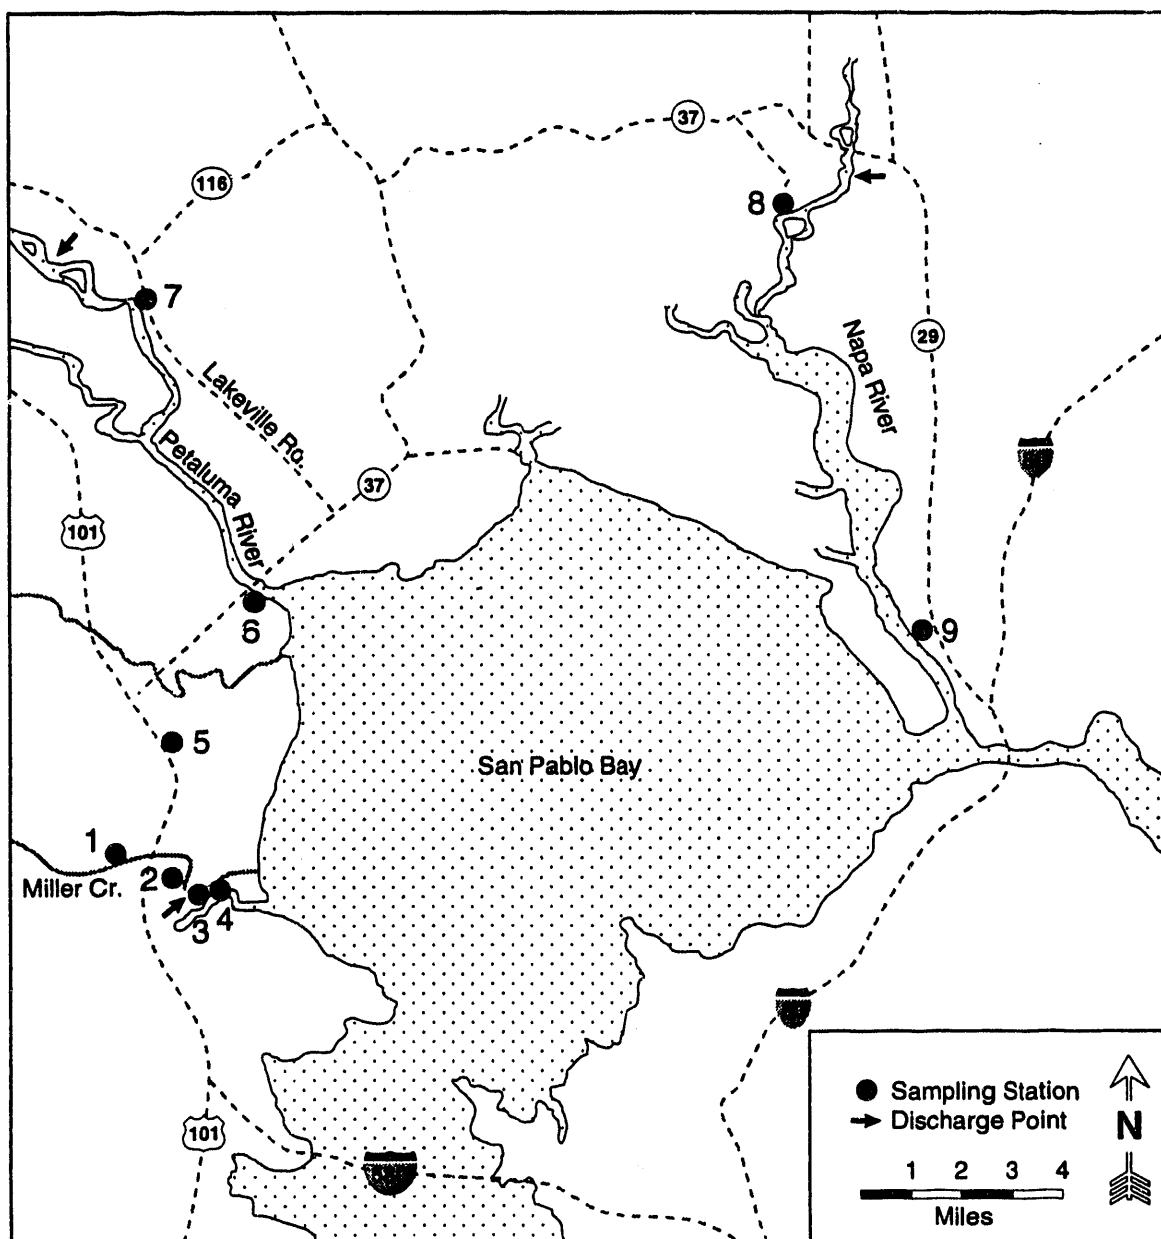 37
116
8
7
29
Napa River
Lakeville Rd.
Petaluma River
37
101
6
9
5
San Pablo Bay
1
2
Miller Cr.
3
4
Sampling Station
Discharge Point
N
101
1 2 3 4
Miles